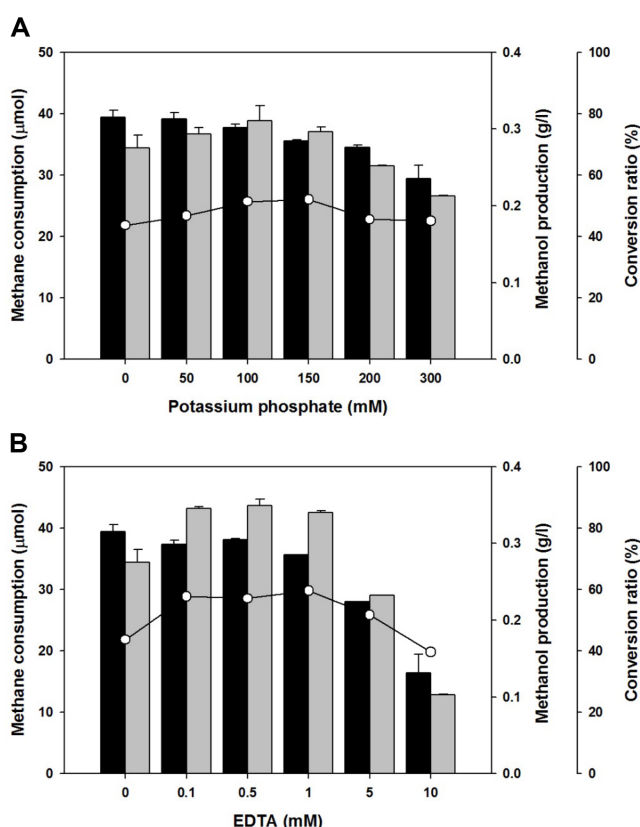 A
50
40
30
20
10
0
Methane consumption (μmol)
0.4
0.3
0.2
0.1
0.0
Methanol production (g/l)
100
80
60
40
20
0
Conversion ratio (%)
0 50 100 150 200 300
Potassium phosphate (mM)
B
50
40
30
20
10
0
Methane consumption (μmol)
0.4
0.3
0.2
0.1
0.0
Methanol production (g/l)
100
80
60
40
20
0
Conversion ratio (%)
0 0.1 0.5 1 5 10
EDTA (mM)